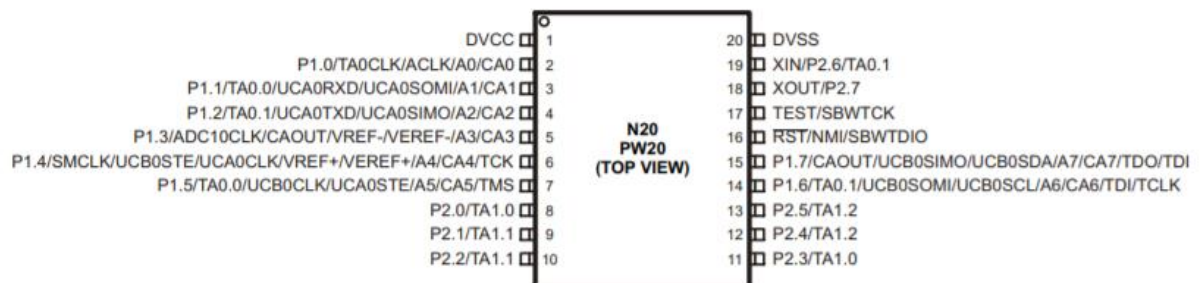 DVCC 1 20 DVSS
P1.0/TA0CLK/ACLK/A0/CA0 2 19 XIN/P2.6/TA0.1
P1.1/TA0.0/UCA0RXD/UCA0SOMI/A1/CA1 3 18 XOUT/P2.7
P1.2/TA0.1/UCA0TXD/UCA0SIMO/A2/CA2 4 17 TEST/SBWTCK
P1.3/ADC10CLK/CAOUT/VREF-/VEREF-/A3/CA3 5 N20 16 RST/NMI/SBWTDIO
PW20
P1.4/SMCLK/UCB0STE/UCA0CLK/VREF+/VEREF+/A4/CA4/TCK 6 (TOP VIEW) 15 P1.7/CAOUT/UCB0SIMO/UCB0SDA/A7/CA7/TDO/TDI
P1.5/TA0.0/UCB0CLK/UCA0STE/A5/CA5/TMS 7 14 P1.6/TA0.1/UCB0SOMI/UCB0SCL/A6/CA6/TDI/TCLK
P2.0/TA1.0 8 13 P2.5/TA1.2
P2.1/TA1.1 9 12 P2.4/TA1.2
P2.2/TA1.1 10 11 P2.3/TA1.0